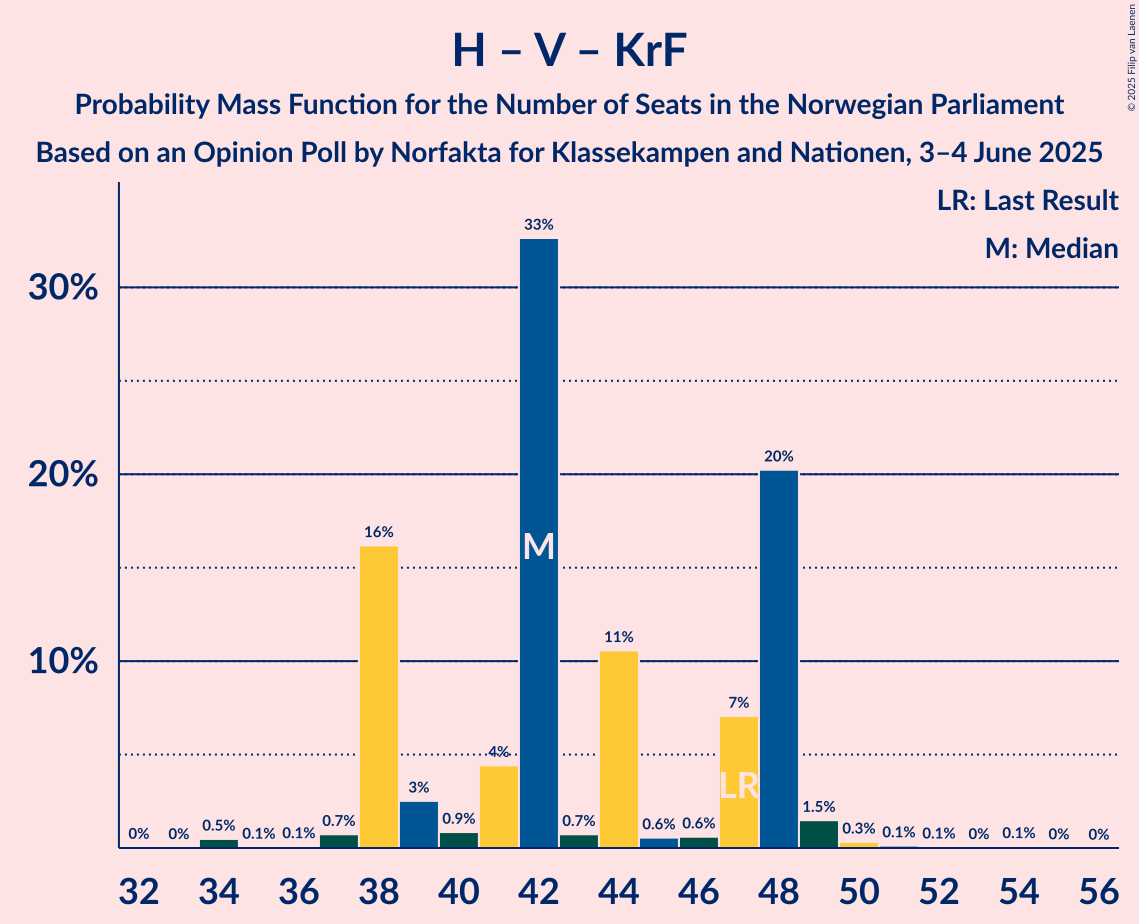 H – V – KrF
Probability Mass Function for the Number of Seats in the Norwegian Parliament
Based on an Opinion Poll by Norfakta for Klassekampen and Nationen, 3–4 June 2025
© 2025 Filip van Laenen
LR: Last Result
M: Median
30%
20%
10%
0% 0% 0.5% 0.1% 0.1% 0.7% 16% 3% 0.9% 4% 33% 0.7% 11% 0.6% 0.6% 7% 20% 1.5% 0.3% 0.1% 0.1% 0% 0.1% 0% 0%
M
LR
32 34 36 38 40 42 44 46 48 50 52 54 56